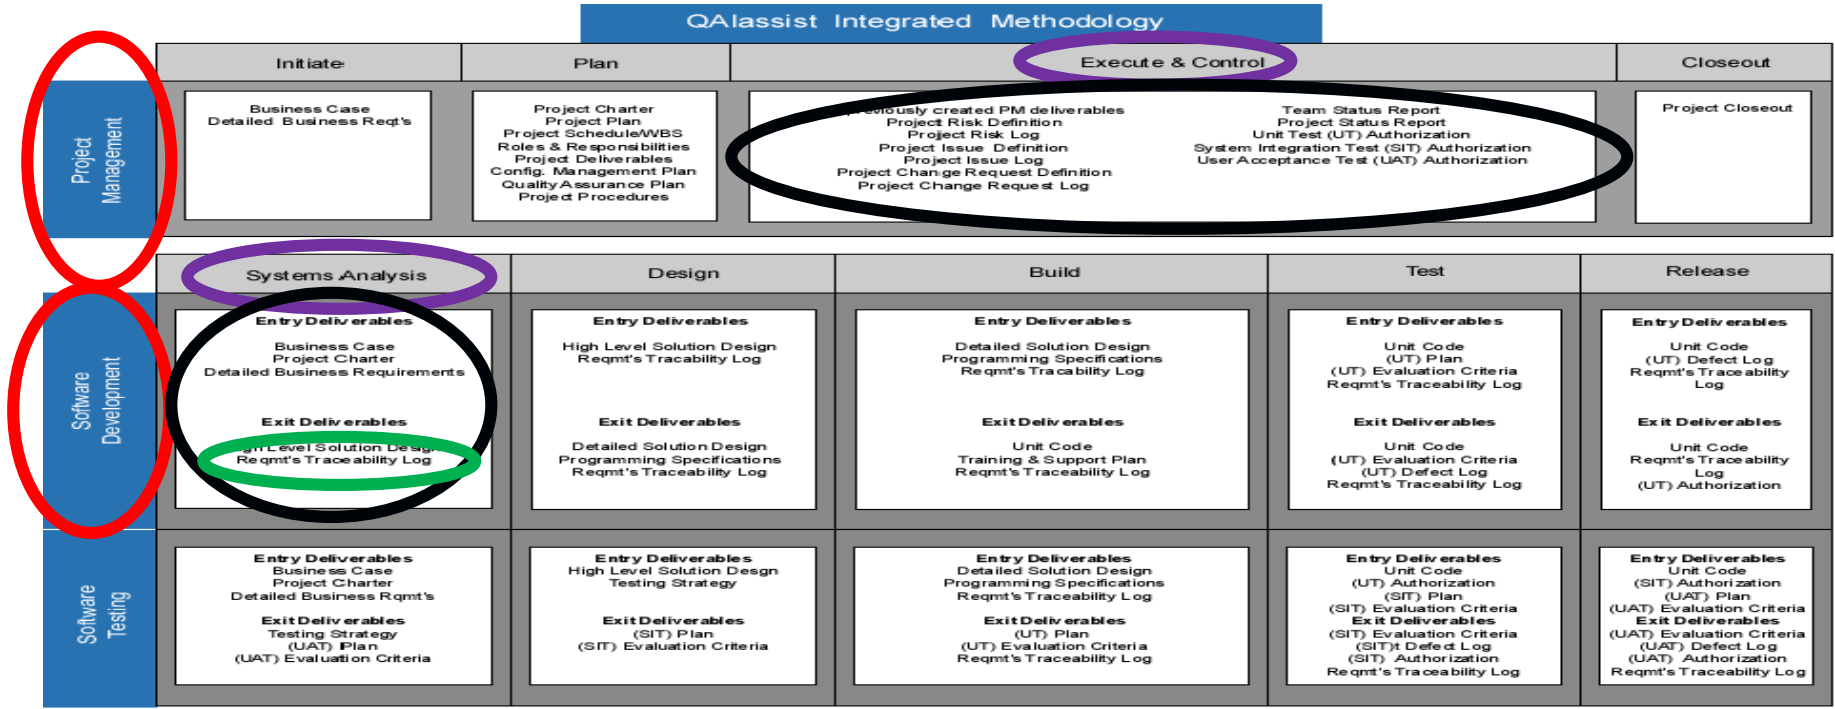 QAIassist Integrated Methodology
Initiate
Plan
Execute & Control
Closeout
Project
Management
Business Case
Detailed Business Reqt's
Project Charter
Project Plan
Project Schedule/WBS
Roles & Responsibilities
Project Deliverables
Config. Management Plan
Quality Assurance Plan
Project Procedures
created PM deliverables
Project Risk Definition
Project Risk Log
Project Issue Definition
Project Issue Log
Project Change Request Definition
Project Change Request Log
Team Status Report
Project Status Report
Unit Test (UT) Authorization
System Integration Test (SIT) Authorization
User Acceptance Test (UAT) Authorization
Project Closeout
Systems Analysis
Design
Build
Test
Release
Software
Development
Entry Deliverables
Business Case
Project Charter
Detailed Business Requirements
Exit Deliverables
Level Solution
Reqmt's Traceability Log
Entry Deliverables
High Level Solution Design
Reqmt's Tracability Log
Exit Deliverables
Detailed Solution Design
Programming Specifications
Reqmt's Traceability Log
Entry Deliverables
Detailed Solution Design
Programming Specifications
Reqmt's Tracability Log
Exit Deliverables
Unit Code
Training & Support Plan
Reqmt's Traceability Log
Entry Deliverables
Unit Code
(UT) Plan
(UT) Evaluation Criteria
Reqmt's Traceability Log
Exit Deliverables
Unit Code
(UT) Evaluation Criteria
(UT) Defect Log
Reqmt's Traceability Log
Entry Deliverables
Unit Code
(UT) Defect Log
Reqmt's Traceability
Log
Exit Deliverables
Unit Code
Reqmt's Traceability
Log
(UT) Authorization
Software
Testing
Entry Deliverables
Business Case
Project Charter
Detailed Business Rqmt's
Exit Deliverables
Testing Strategy
(UAT) Plan
(UAT) Evaluation Criteria
Entry Deliverables
High Level Solution Desgn
Testing Strategy
Exit Deliverables
(SIT) Plan
(SIT) Evaluation Criteria
Entry Deliverables
Detailed Solution Design
Programming Specifications
Reqmt's Traceability Log
Exit Deliverables
(UT) Plan
(UT) Evaluation Criteria
Reqmt's Traceability Log
Entry Deliverables
Unit Code
(UT) Authorization
(SIT) Plan
(SIT) Evaluation Criteria
Exit Deliverables
(SIT) Evaluation Criteria
(SIT)t Defect Log
(SIT) Authorization
Reqmt's Traceability Log
Entry Deliverables
Unit Code
(SIT) Authorization
(UAT) Plan
(UAT) Evaluation Criteria
Exit Deliverables
(UAT) Evaluation Criteria
(UAT) Defect Log
(UAT) Authorization
Reqmt's Traceability Log